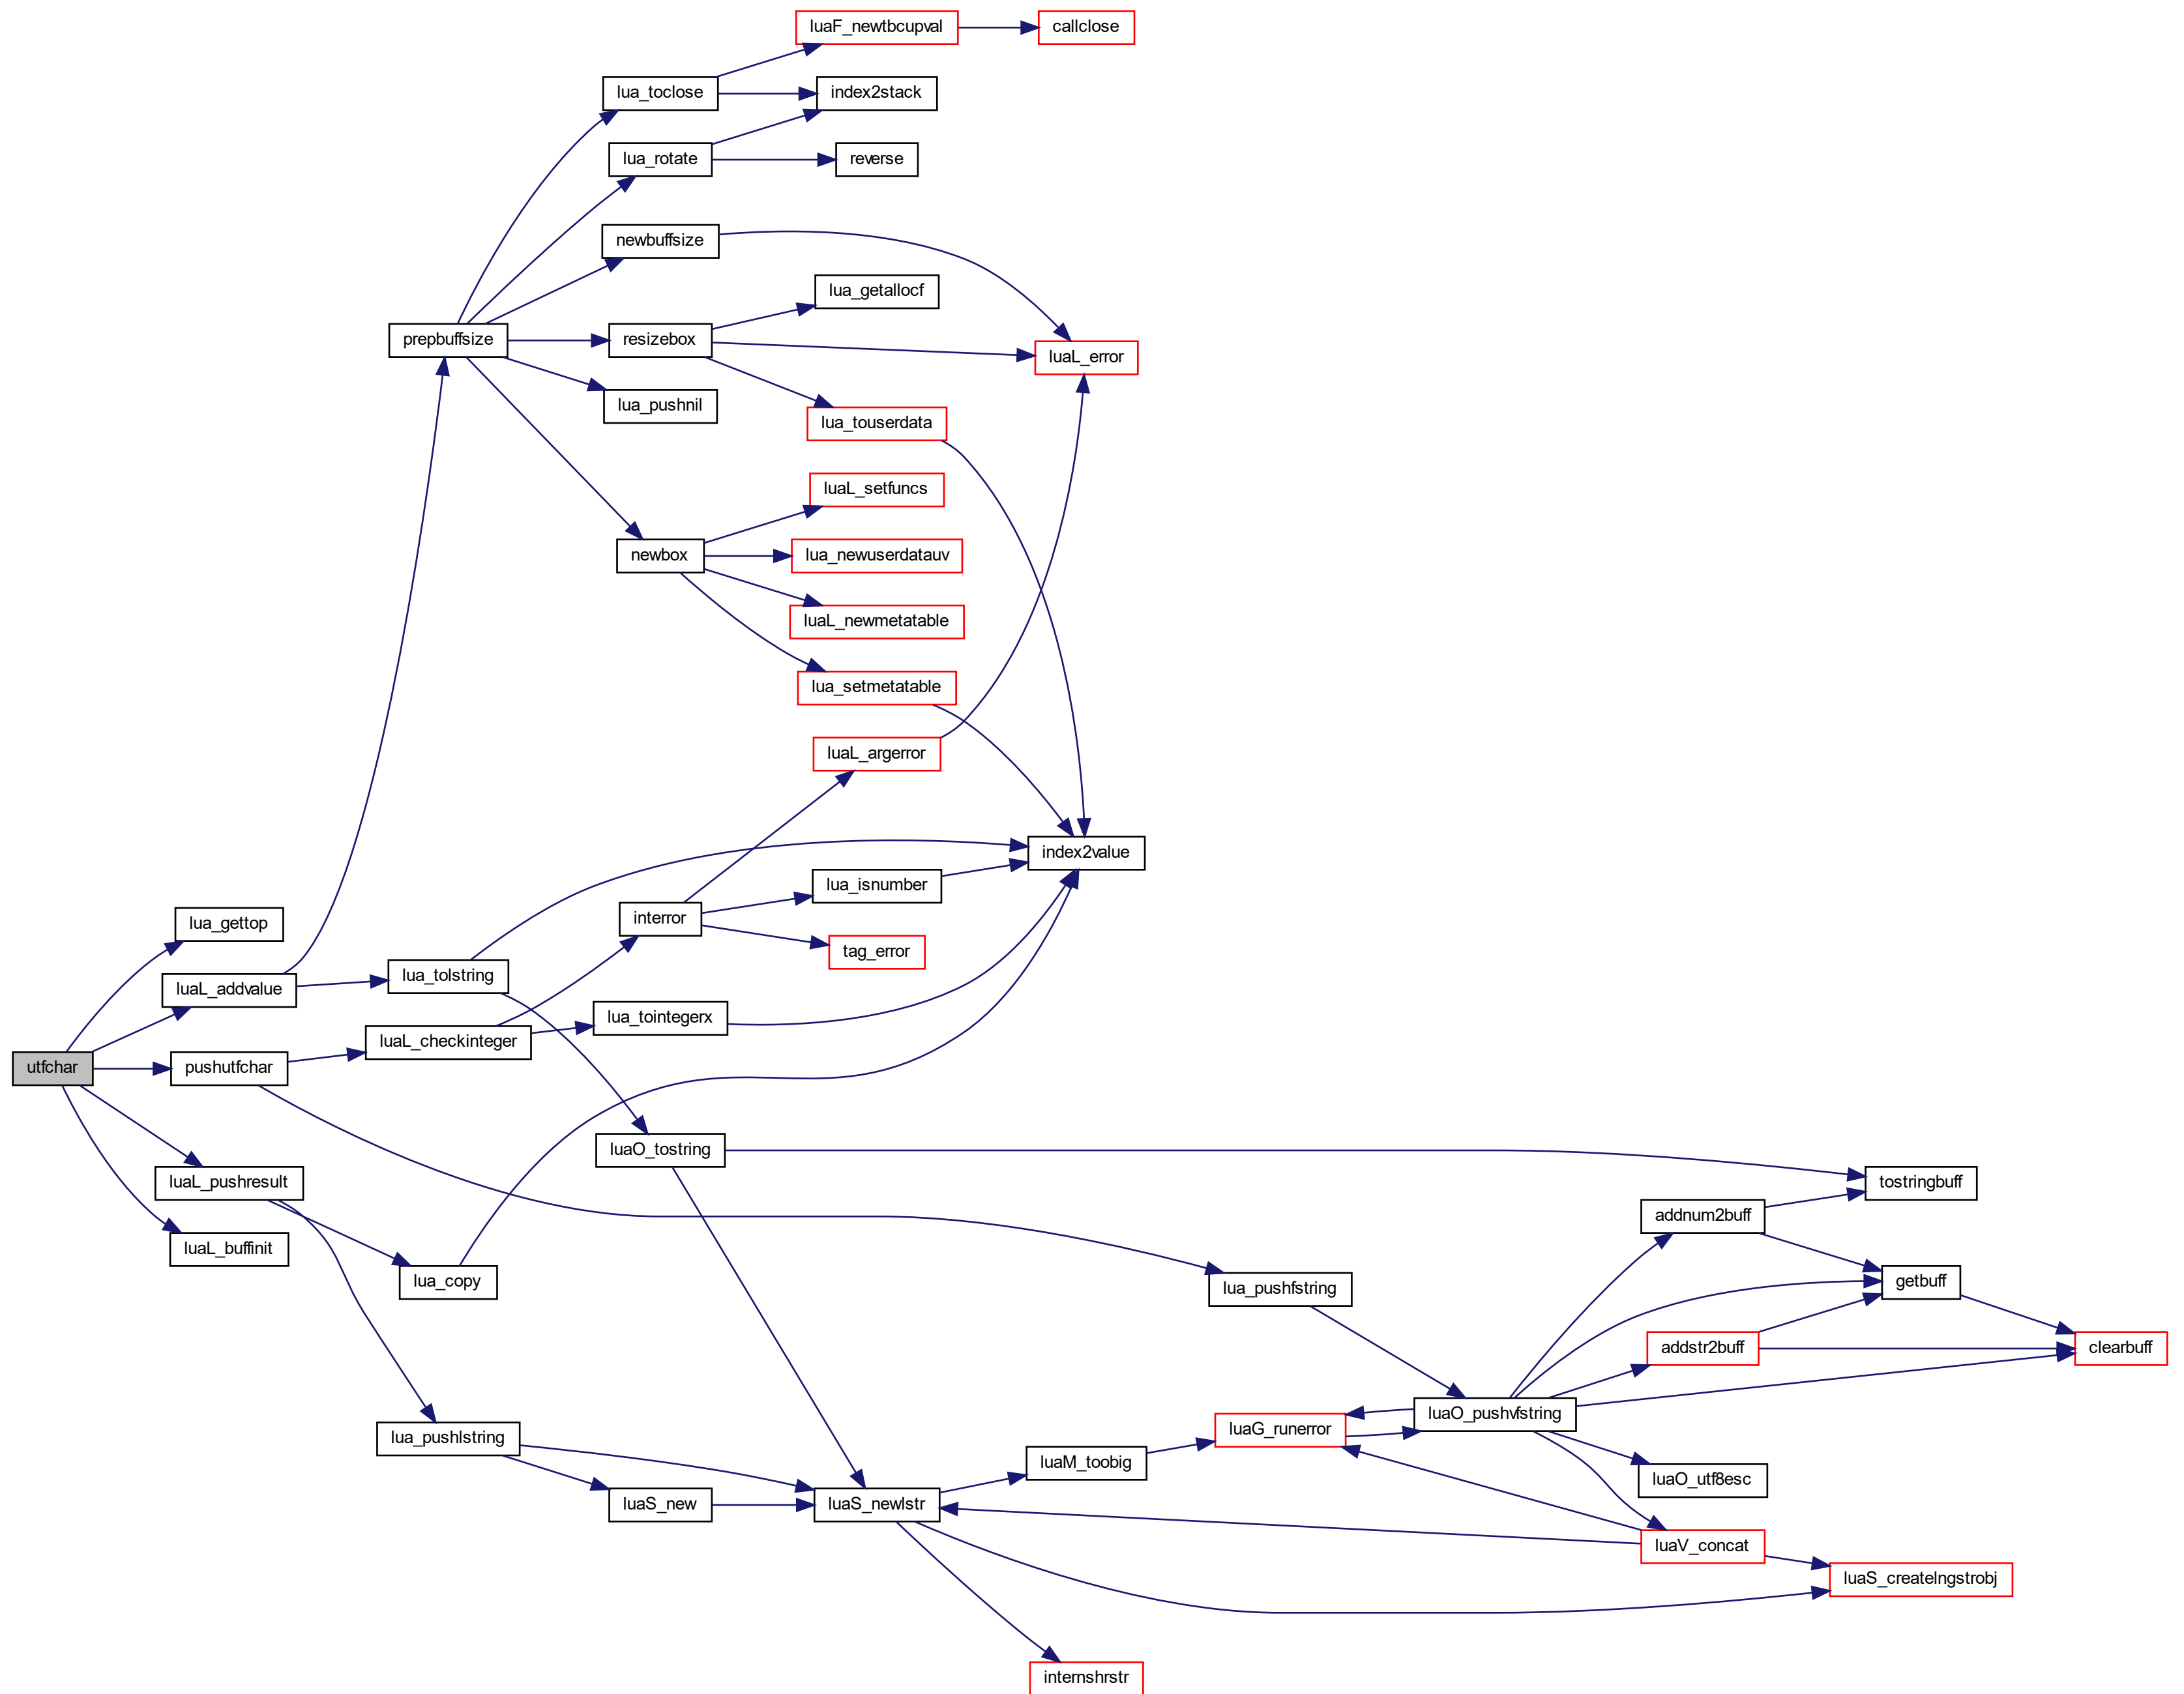 luaF_newtbcupval
callclose
lua_toclose
index2stack
lua_rotate
reverse
newbuffsize
lua_getallocf
prepbuffsize
resizebox
luaL_error
lua_pushnil
lua_touserdata
luaL_setfuncs
newbox
lua_newuserdatauv
luaL_newmetatable
lua_setmetatable
luaL_argerror
index2value
lua_isnumber
lua_gettop
interror
tag_error
lua_tolstring
luaL_addvalue
lua_tointegerx
luaL_checkinteger
utfchar
pushutfchar
luaO_tostring
luaL_pushresult
tostringbuff
addnum2buff
luaL_buffinit
lua_copy
lua_pushfstring
getbuff
addstr2buff
clearbuff
luaO_pushvfstring
luaG_runerror
lua_pushlstring
luaM_toobig
luaO_utf8esc
luaS_new
luaS_newlstr
luaV_concat
luaS_createlngstrobj
internshrstr